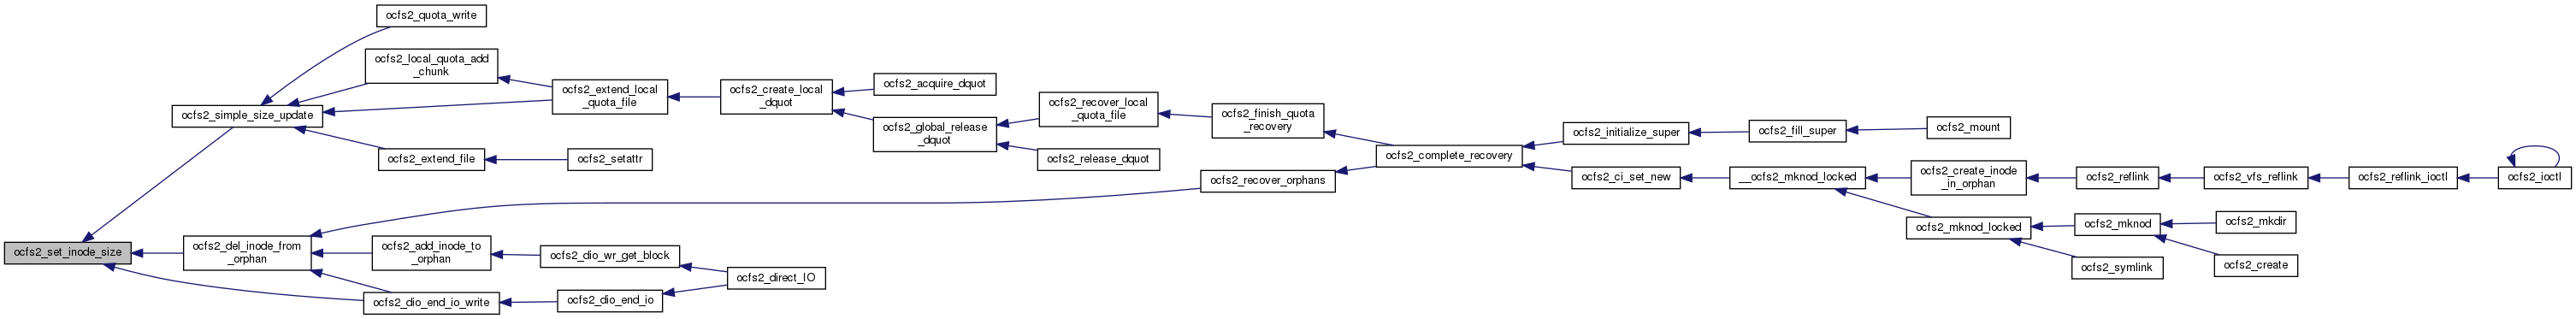 ocfs2_set_inode_size
ocfs2_simple_size_update
ocfs2_quota_write
ocfs2_local_quota_add
_chunk
ocfs2_extend_local
_quota_file
ocfs2_create_local
_dquot
ocfs2_acquire_dquot
ocfs2_global_release
_dquot
ocfs2_recover_local
_quota_file
ocfs2_release_dquot
ocfs2_finish_quota
_recovery
ocfs2_complete_recovery
ocfs2_initialize_super
ocfs2_fill_super
ocfs2_mount
ocfs2_ci_set_new
__ocfs2_mknod_locked
ocfs2_create_inode
_in_orphan
ocfs2_reflink
ocfs2_vfs_reflink
ocfs2_reflink_ioctl
ocfs2_ioctl
ocfs2_mknod_locked
ocfs2_mknod
ocfs2_mkdir
ocfs2_create
ocfs2_symlink
ocfs2_extend_file
ocfs2_setattr
ocfs2_recover_orphans
ocfs2_del_inode_from
_orphan
ocfs2_add_inode_to
_orphan
ocfs2_dio_wr_get_block
ocfs2_direct_IO
ocfs2_dio_end_io_write
ocfs2_dio_end_io